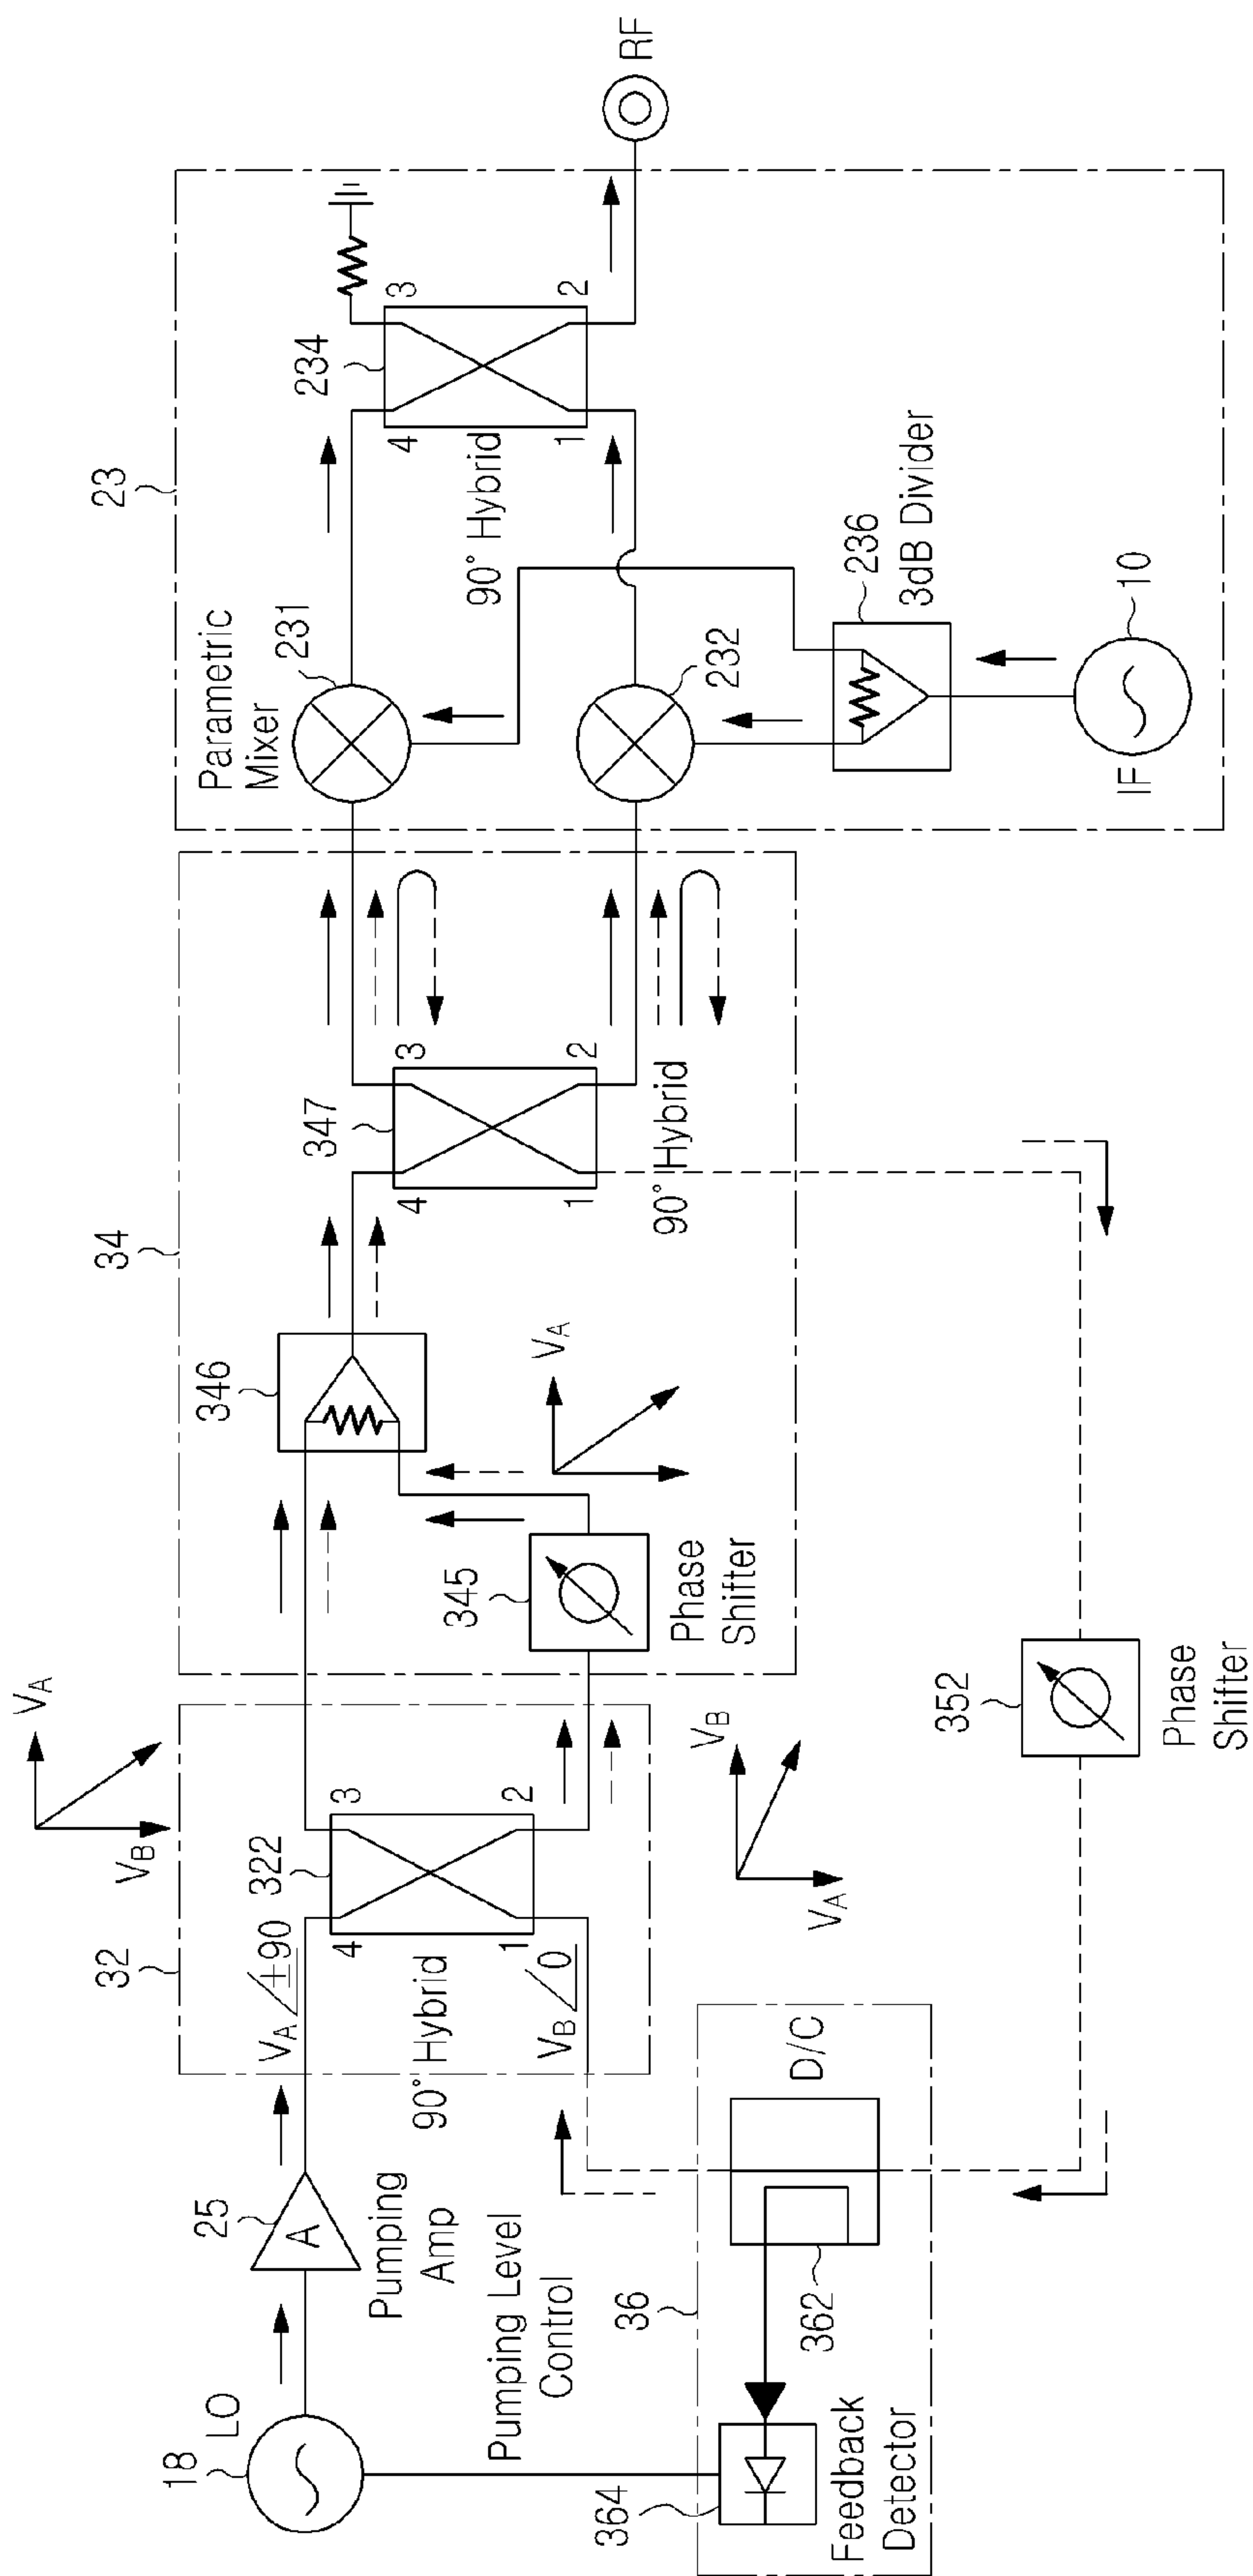 18
LO
25
A
Pumping
Amp
Pumping Level
Control
36
362
364
Feedback
Detector
D/C
32
VA ∠±90
90° Hybrid
VB ∠0
322
4
3
1
2
VA
VB
VB
VA
34
345
Phase
Shifter
346
VA
347
4
3
1
2
90° Hybrid
352
Phase
Shifter
23
Parametric
Mixer
231
232
90° Hybrid
234
4
3
1
2
236
3dB Divider
10
IF
RF